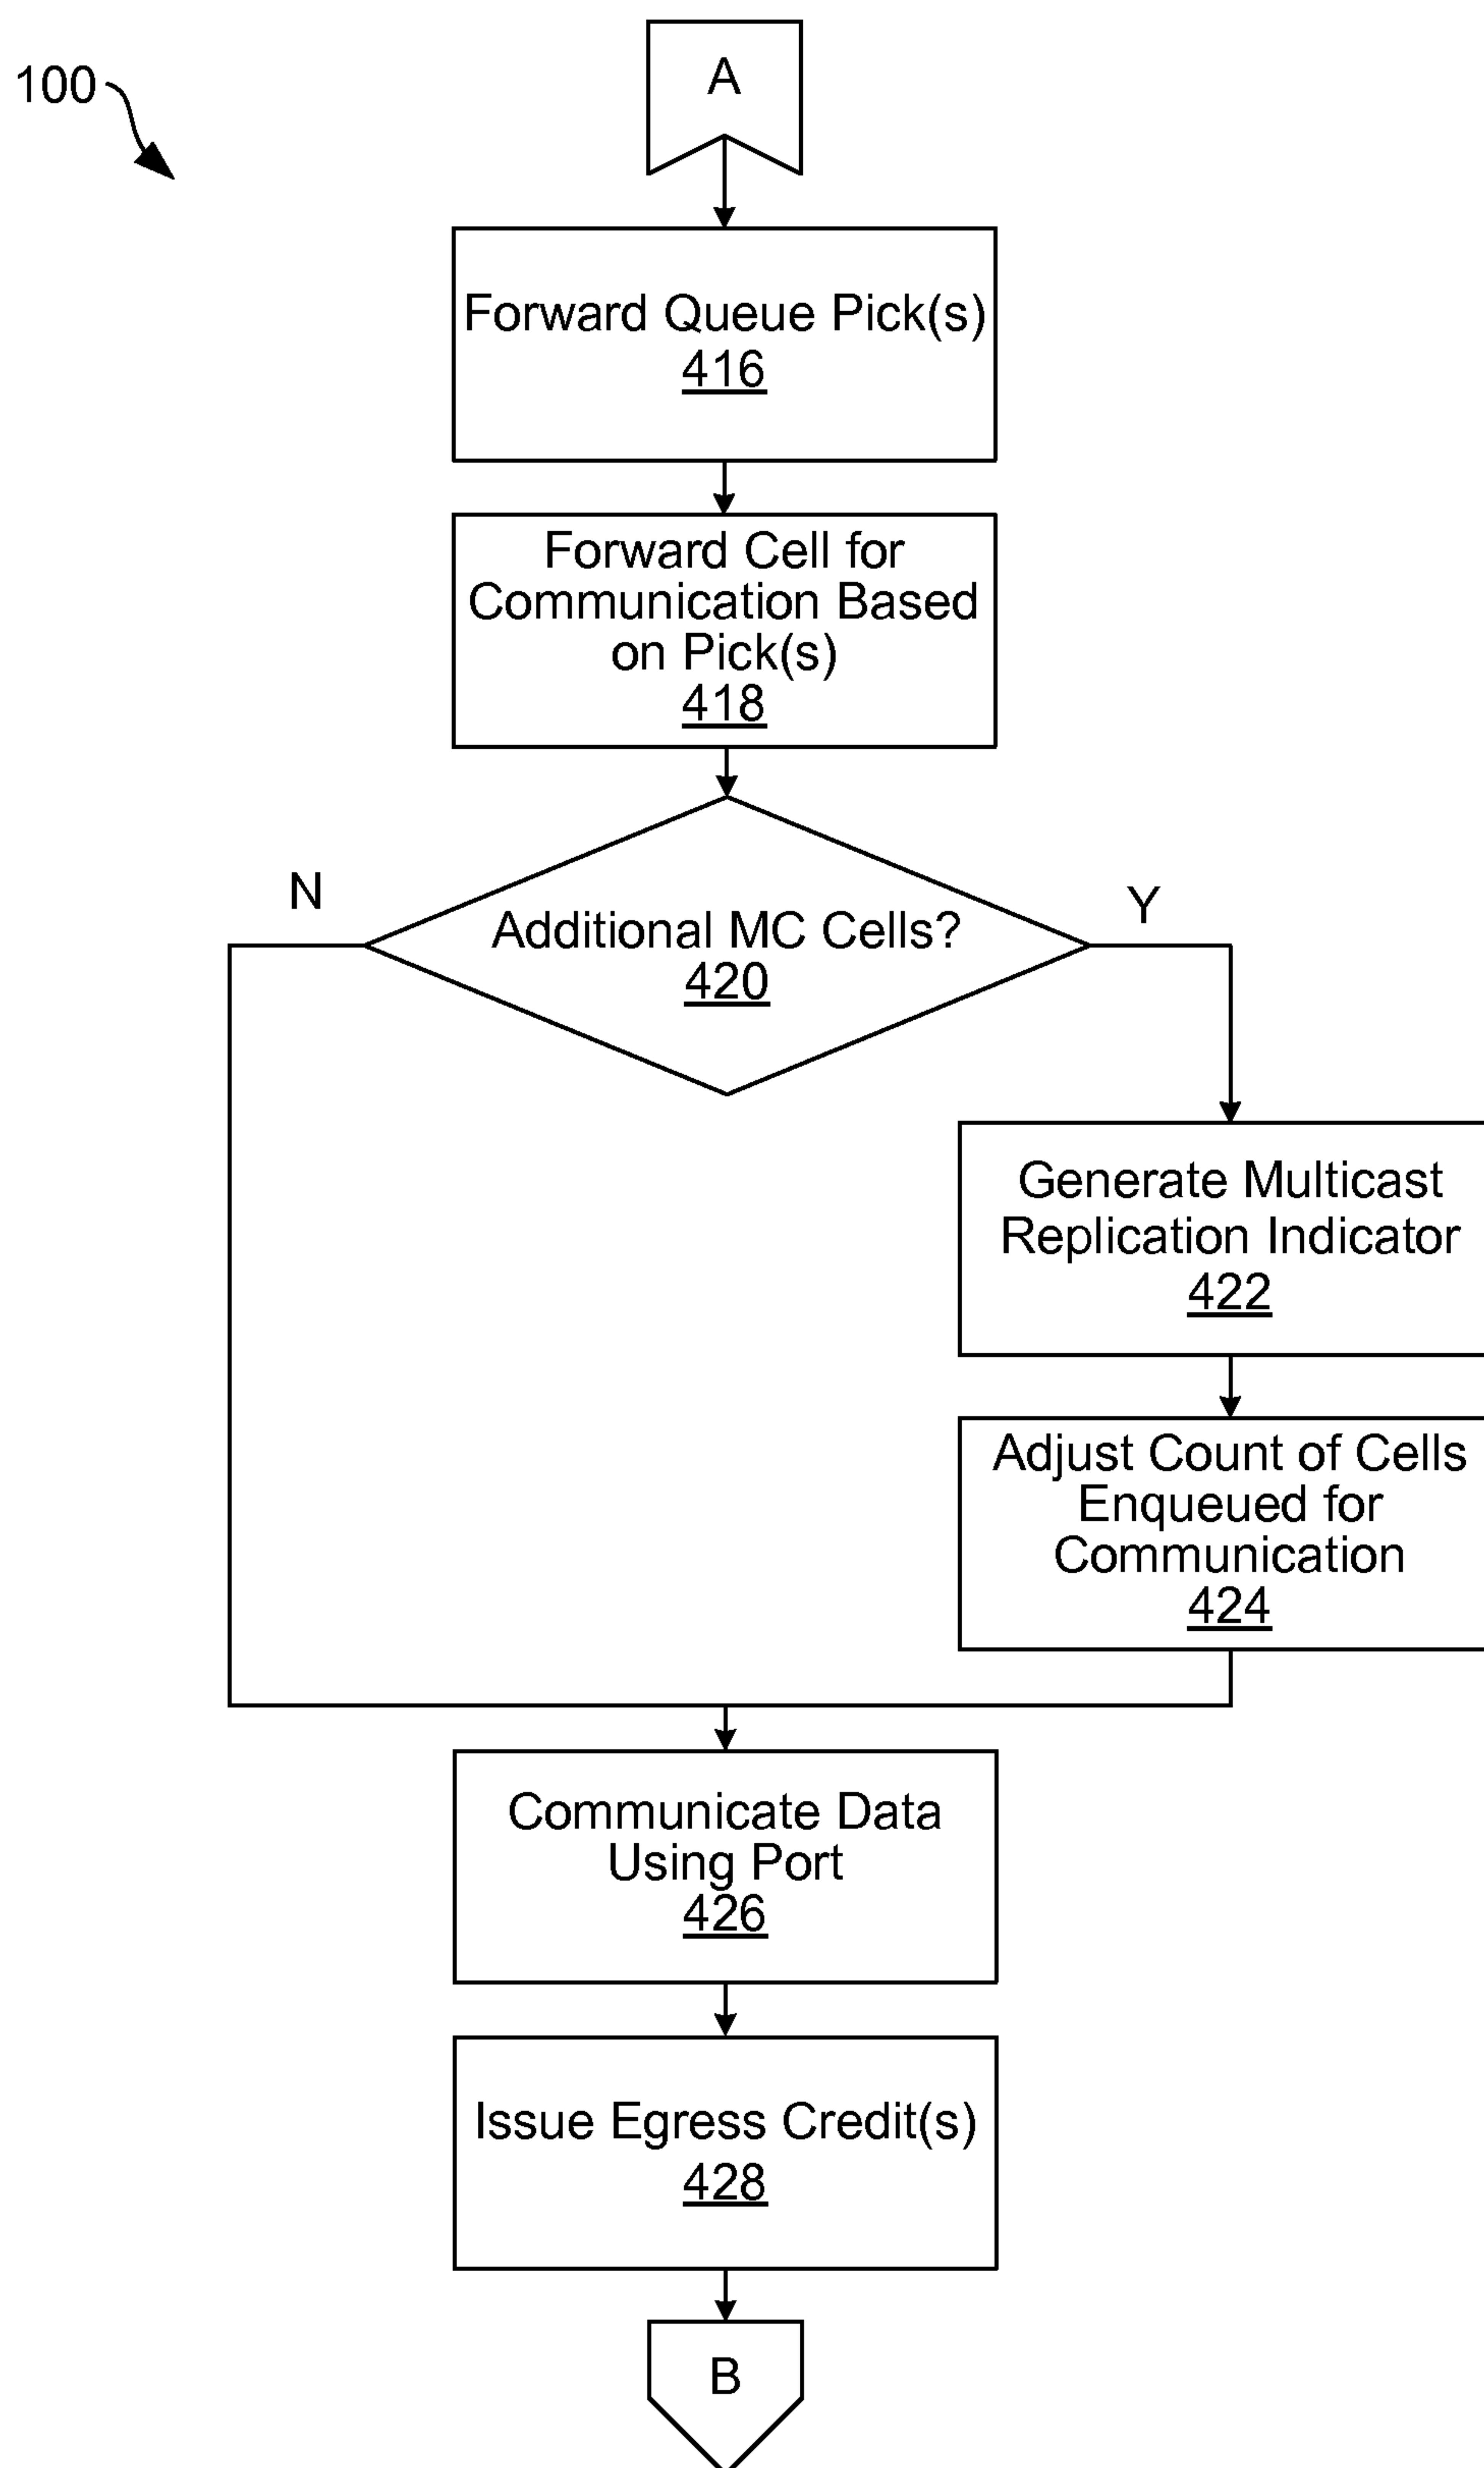 100
A
Forward Queue Pick(s)
416
Forward Cell for
Communication Based
on Pick(s)
418
N
Y
Additional MC Cells?
420
Generate Multicast
Replication Indicator
422
Adjust Count of Cells
Enqueued for
Communication
424
Communicate Data
Using Port
426
Issue Egress Credit(s)
428
B